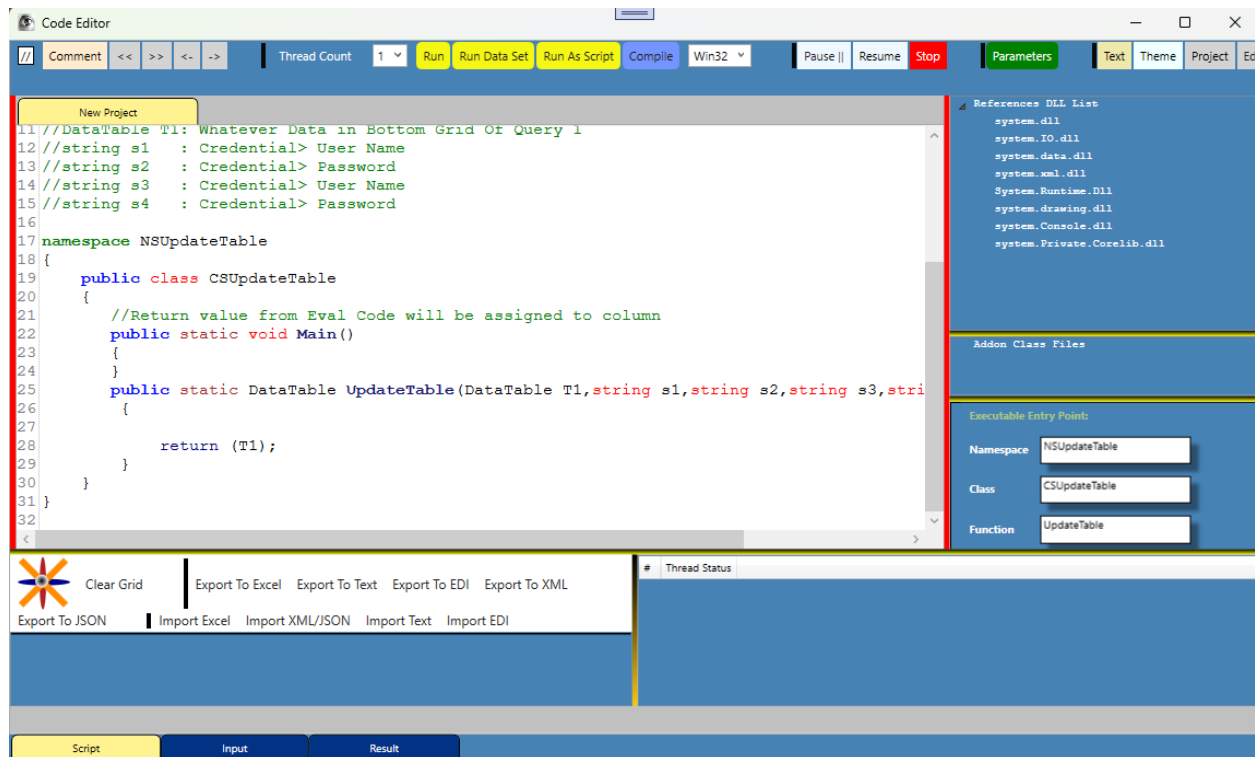 Code Editor
// Comment << >> <- -> Thread Count 1 Run Run Data Set Run As Script Compile Win32 Pause || Resume Stop Parameters Text Theme Project Ed
New Project
11 //DataTable T1: Whatever Data in Bottom Grid Of Query 1
12 //string s1   : Credential> User Name
13 //string s2   : Credential> Password
14 //string s3   : Credential> User Name
15 //string s4   : Credential> Password
16
17 namespace NSUpdateTable
18 {
19     public class CSUpdateTable
20     {
21        //Return value from Eval Code will be assigned to column
22        public static void Main()
23        {
24        }
25        public static DataTable UpdateTable(DataTable T1,string s1,string s2,string s3,stri
26         {
27
28             return (T1);
29         }
30     }
31 }
32
References DLL List
system.dll
system.IO.dll
system.data.dll
system.xml.dll
System.Runtime.Dll
system.drawing.dll
system.Console.dll
system.Private.Corelib.dll
Addon Class Files
Executable Entry Point:
Namespace NSUpdateTable
Class CSUpdateTable
Function UpdateTable
Clear Grid Export To Excel Export To Text Export To EDI Export To XML
Export To JSON Import Excel Import XML/JSON Import Text Import EDI
# Thread Status
Script Input Result